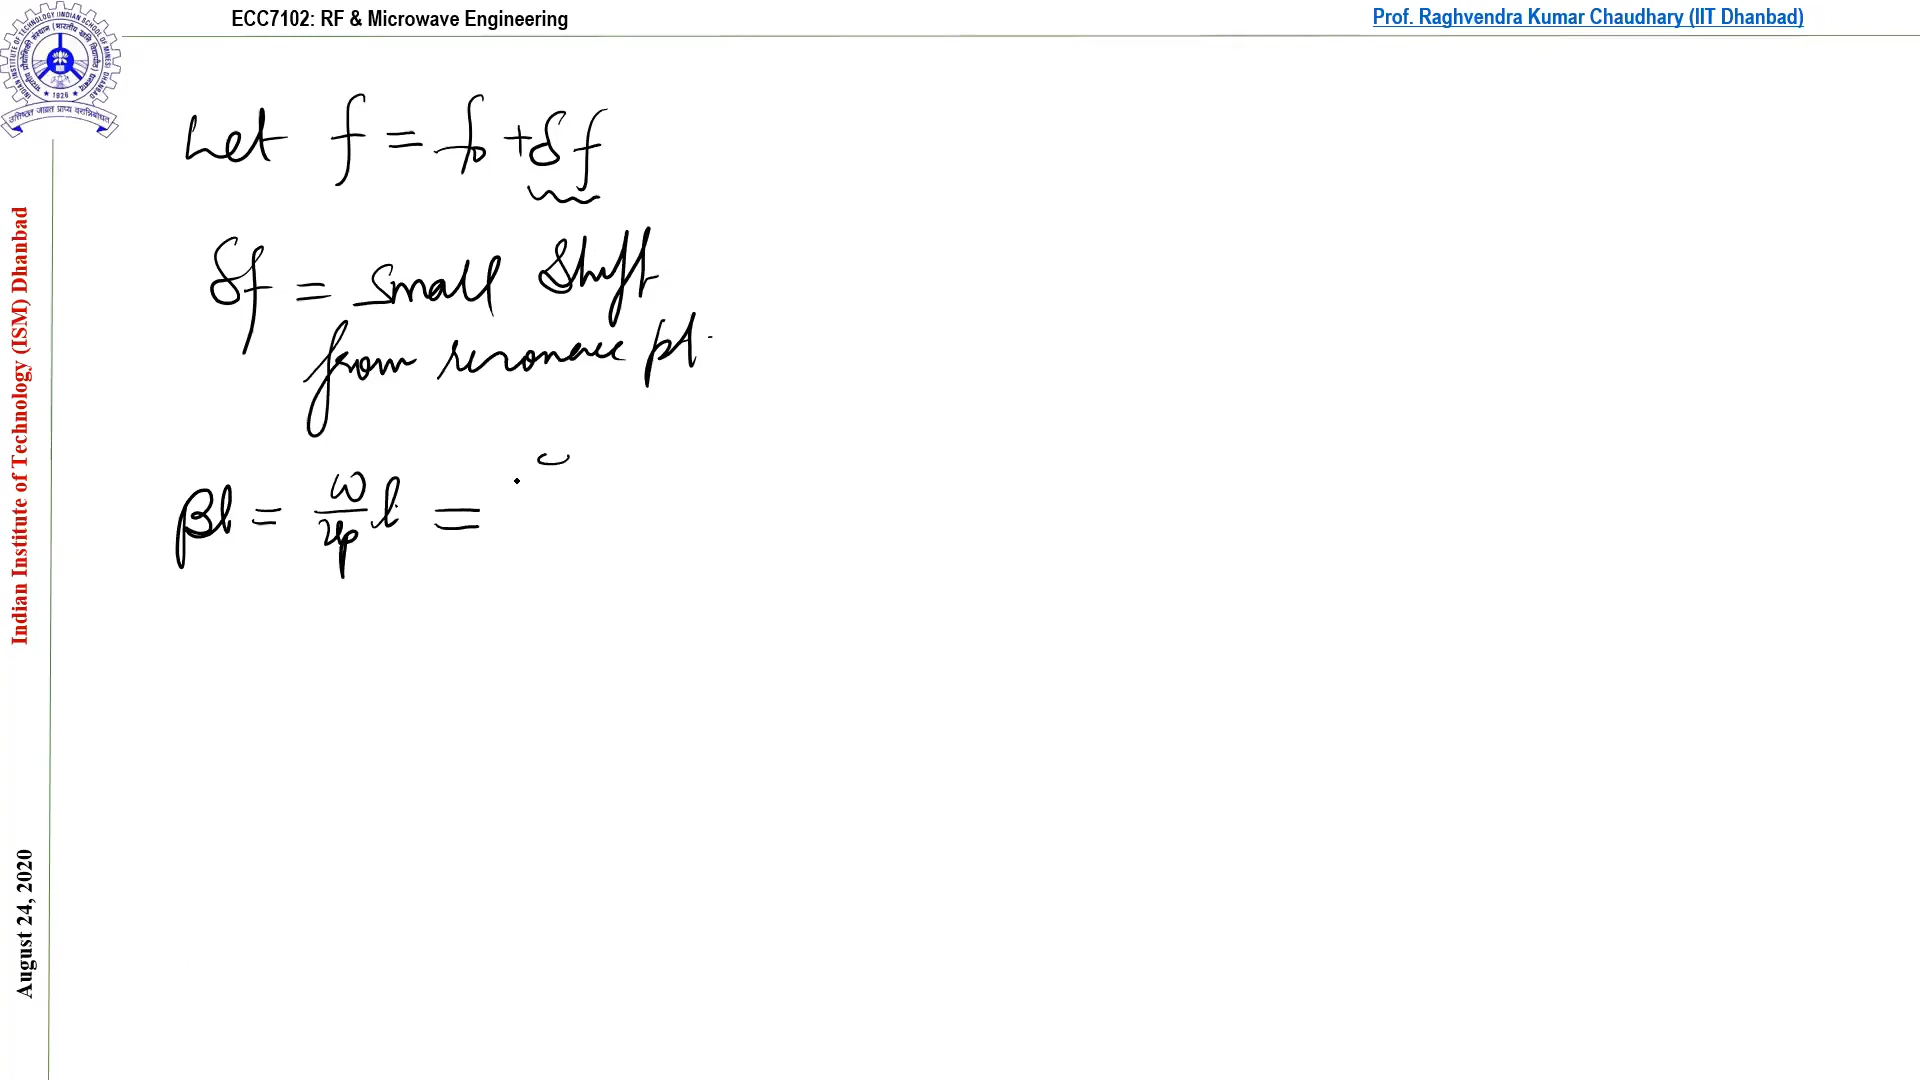 ECC7102: RF & Microwave Engineering
Prof. Raghvendra Kumar Chaudhary (IIT Dhanbad)
Indian Institute of Technology (ISM) Dhanbad
August 24, 2020
1926
Let f = f₀ + δf
δf = small shift
from resonance pt.
βl = ω/vp l =